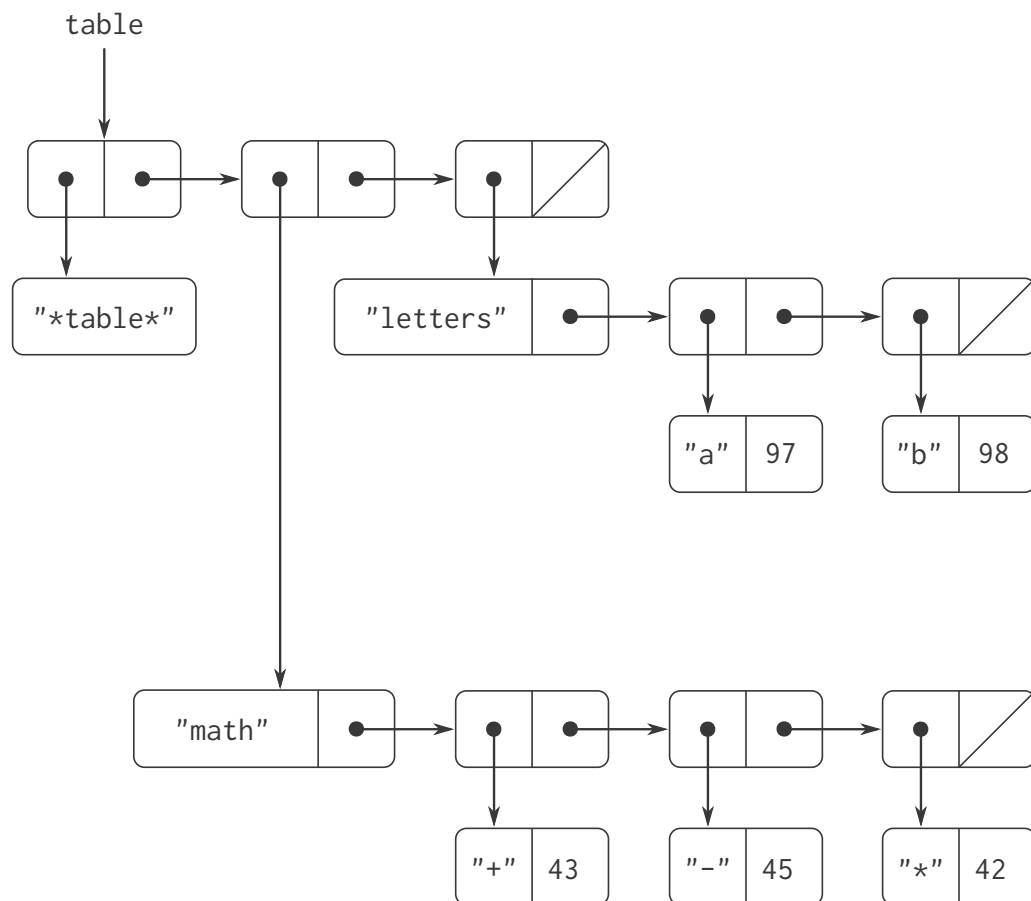 table
"*table*"
"letters"
"a" 97
"b" 98
"math"
"+" 43
"-" 45
"*" 42